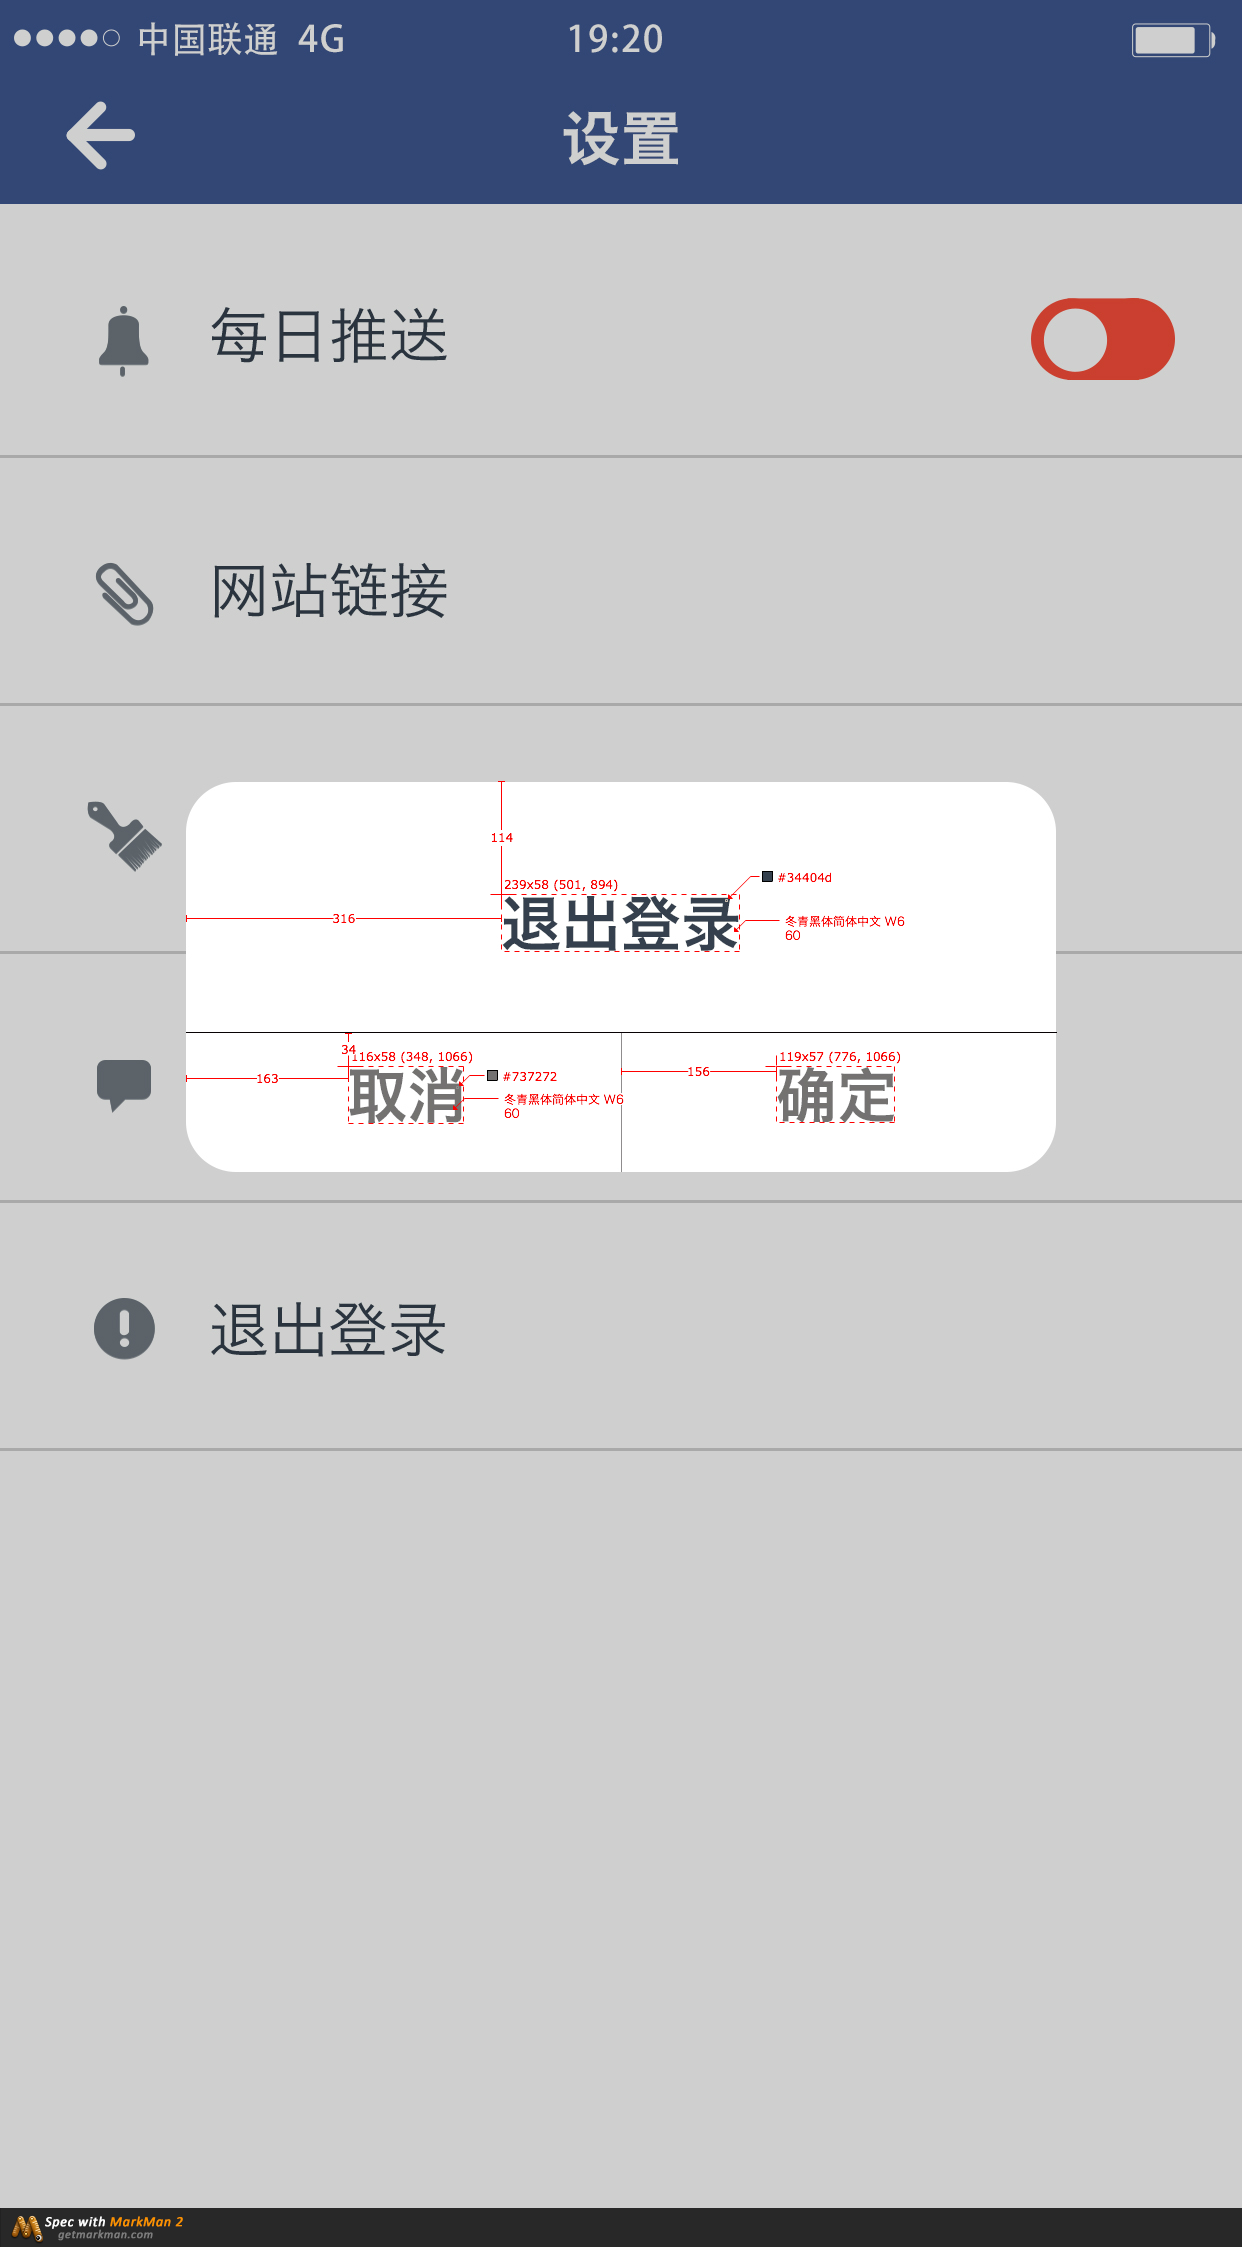 中国联通 4G 19:20
设置
每日推送
网站链接
114
239x58 (501, 894)
#34404d
316
退出登录
冬青黑体简体中文 W6
60
34
116x58 (348, 1066)
119x57 (776, 1066)
163
取消
#737272
冬青黑体简体中文 W6
60
156
确定
退出登录
Spec with MarkMan 2
getmarkman.com